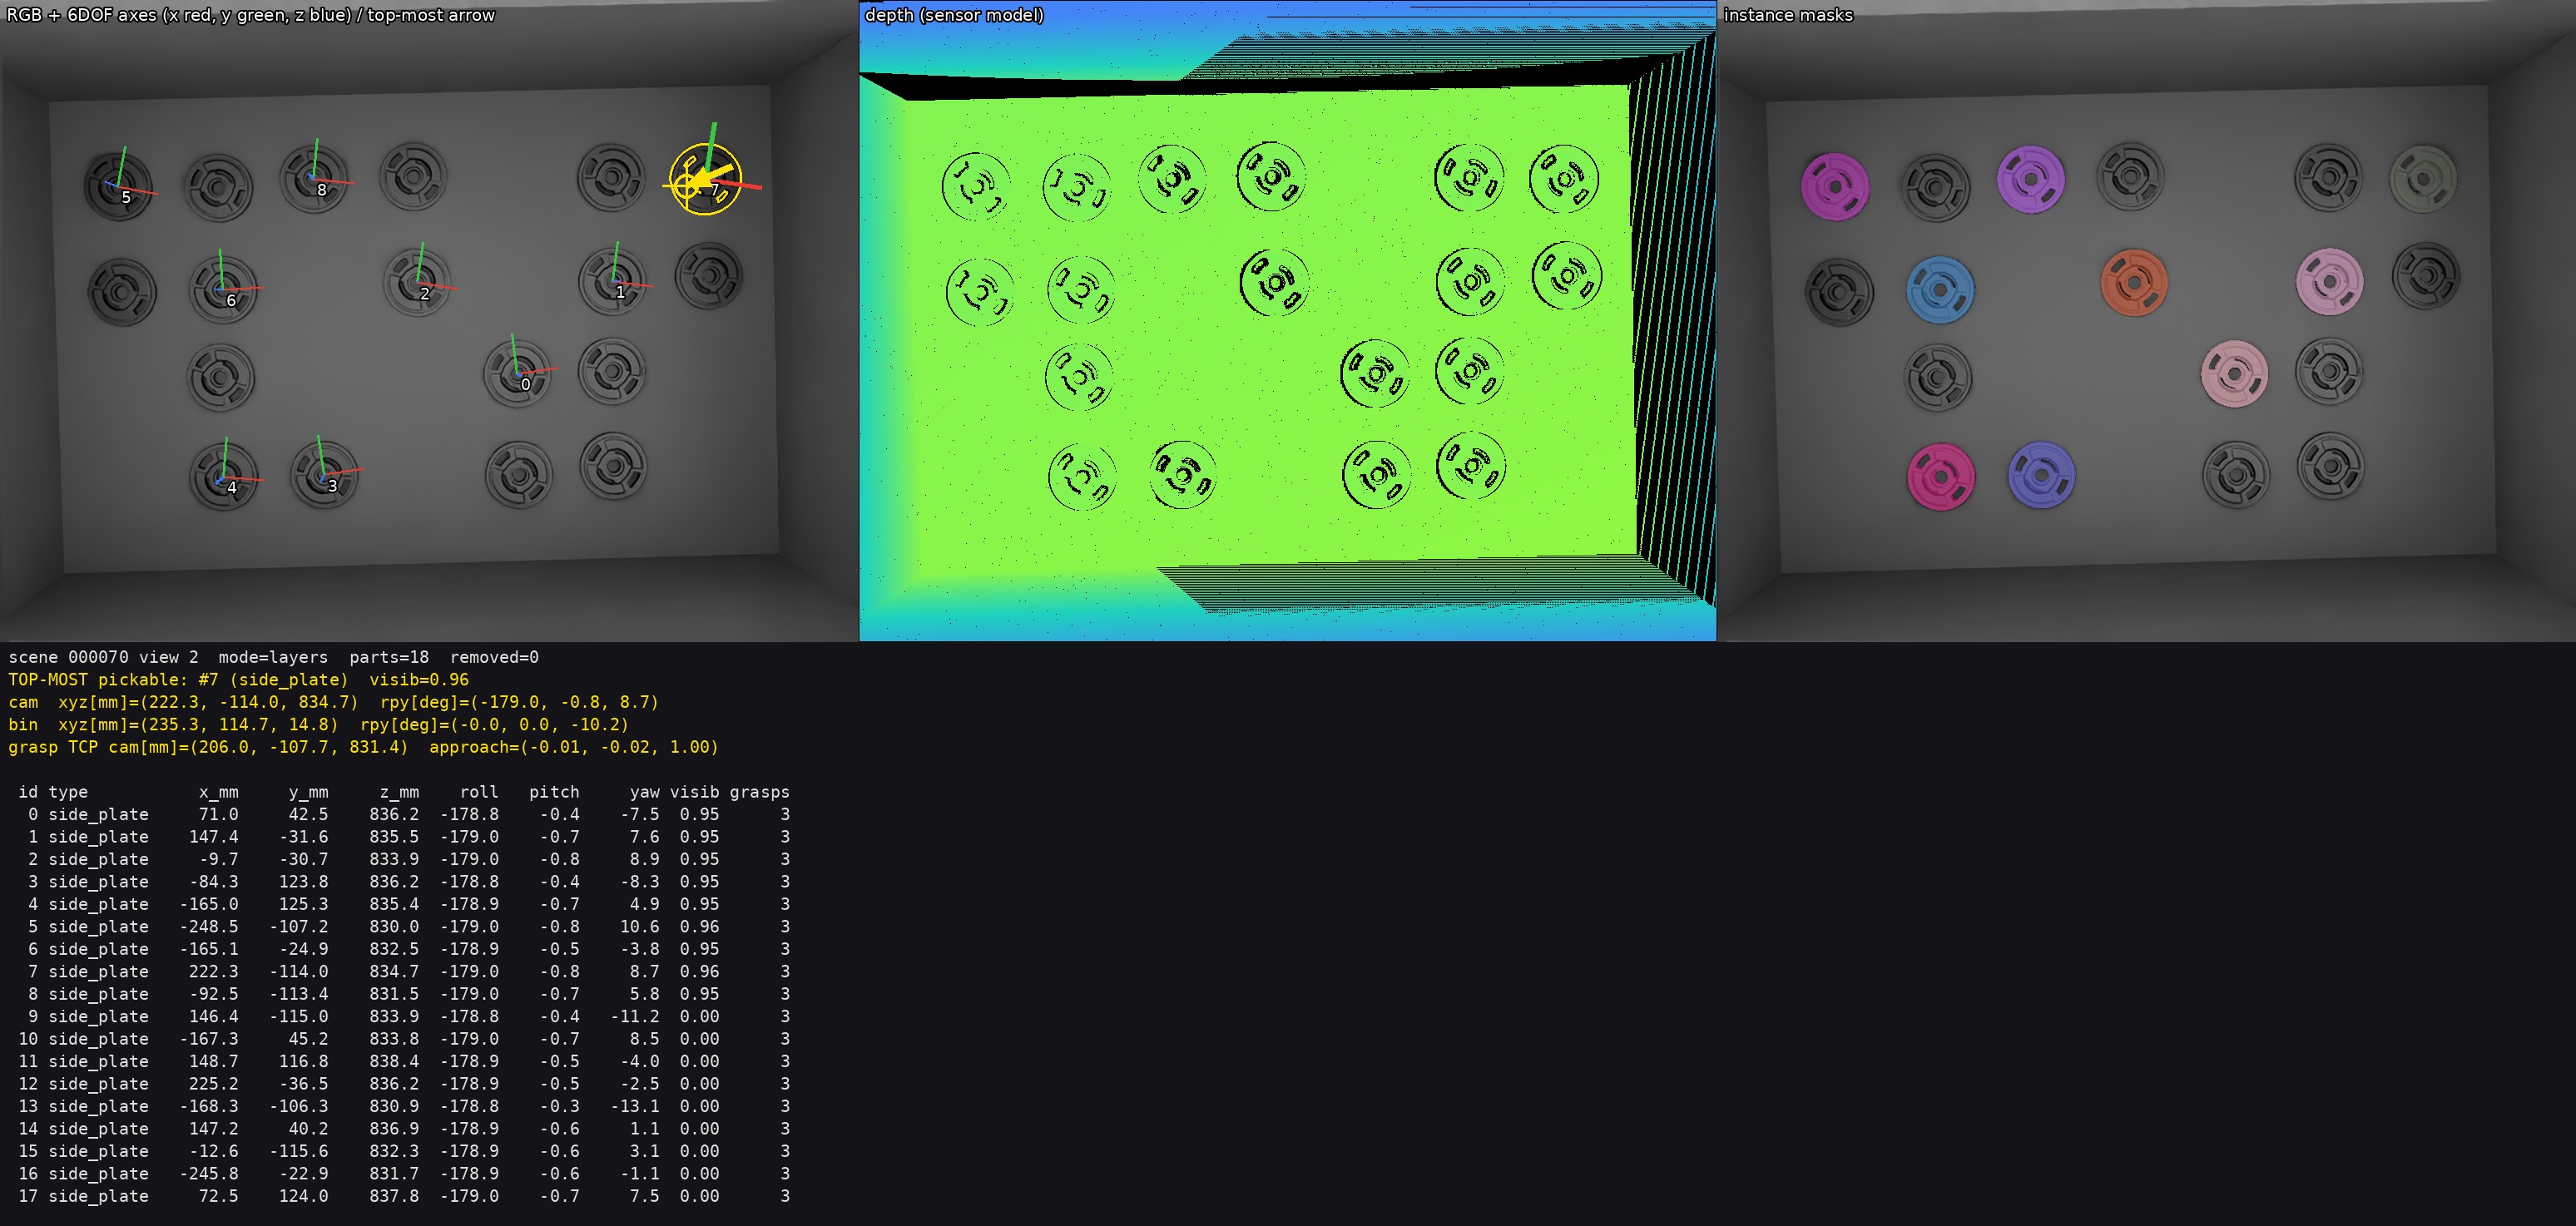 RGB + 6DOF axes (x red, y green, z blue) / top-most arrow
depth (sensor model)
instance masks
5
8
7
6
2
1
0
4
3
scene 000070 view 2  mode=layers  parts=18  removed=0
TOP-MOST pickable: #7 (side_plate)  visib=0.96
cam  xyz[mm]=(222.3, -114.0, 834.7)  rpy[deg]=(-179.0, -0.8, 8.7)
bin  xyz[mm]=(235.3, 114.7, 14.8)  rpy[deg]=(-0.0, 0.0, -10.2)
grasp TCP cam[mm]=(206.0, -107.7, 831.4)  approach=(-0.01, -0.02, 1.00)
id type x_mm y_mm z_mm roll pitch yaw visib grasps
0 side_plate 71.0 42.5 836.2 -178.8 -0.4 -7.5 0.95 3
1 side_plate 147.4 -31.6 835.5 -179.0 -0.7 7.6 0.95 3
2 side_plate -9.7 -30.7 833.9 -179.0 -0.8 8.9 0.95 3
3 side_plate -84.3 123.8 836.2 -178.8 -0.4 -8.3 0.95 3
4 side_plate -165.0 125.3 835.4 -178.9 -0.7 4.9 0.95 3
5 side_plate -248.5 -107.2 830.0 -179.0 -0.8 10.6 0.96 3
6 side_plate -165.1 -24.9 832.5 -178.9 -0.5 -3.8 0.95 3
7 side_plate 222.3 -114.0 834.7 -179.0 -0.8 8.7 0.96 3
8 side_plate -92.5 -113.4 831.5 -179.0 -0.7 5.8 0.95 3
9 side_plate 146.4 -115.0 833.9 -178.8 -0.4 -11.2 0.00 3
10 side_plate -167.3 45.2 833.8 -179.0 -0.7 8.5 0.00 3
11 side_plate 148.7 116.8 838.4 -178.9 -0.5 -4.0 0.00 3
12 side_plate 225.2 -36.5 836.2 -178.9 -0.5 -2.5 0.00 3
13 side_plate -168.3 -106.3 830.9 -178.8 -0.3 -13.1 0.00 3
14 side_plate 147.2 40.2 836.9 -178.9 -0.6 1.1 0.00 3
15 side_plate -12.6 -115.6 832.3 -178.9 -0.6 3.1 0.00 3
16 side_plate -245.8 -22.9 831.7 -178.9 -0.6 -1.1 0.00 3
17 side_plate 72.5 124.0 837.8 -179.0 -0.7 7.5 0.00 3